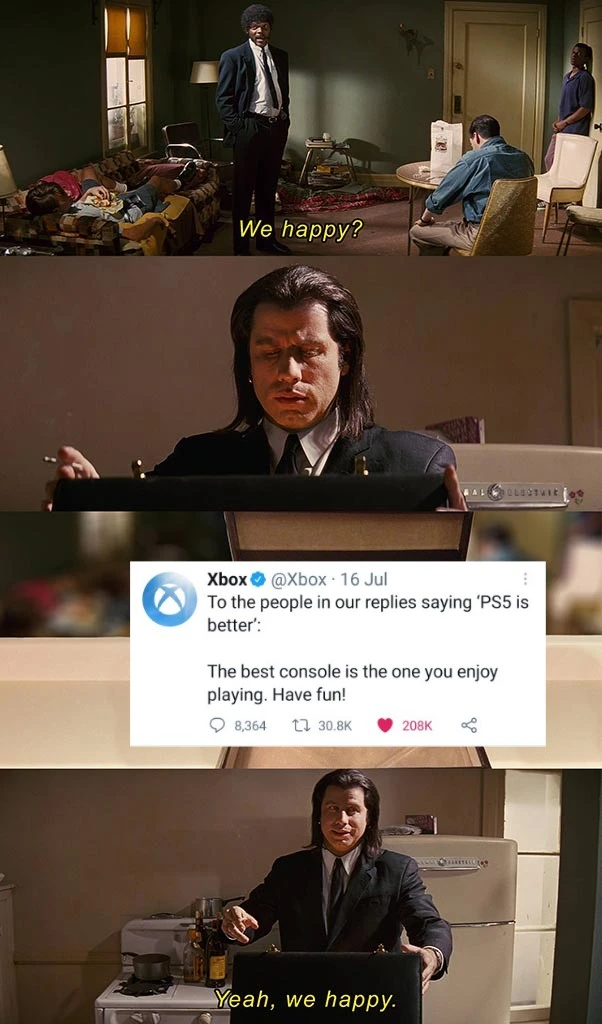 We happy?
Xbox @Xbox · 16 Jul
To the people in our replies saying ‘PS5 is
better’:
The best console is the one you enjoy
playing. Have fun!
8,364 30.8K 208K
Yeah, we happy.